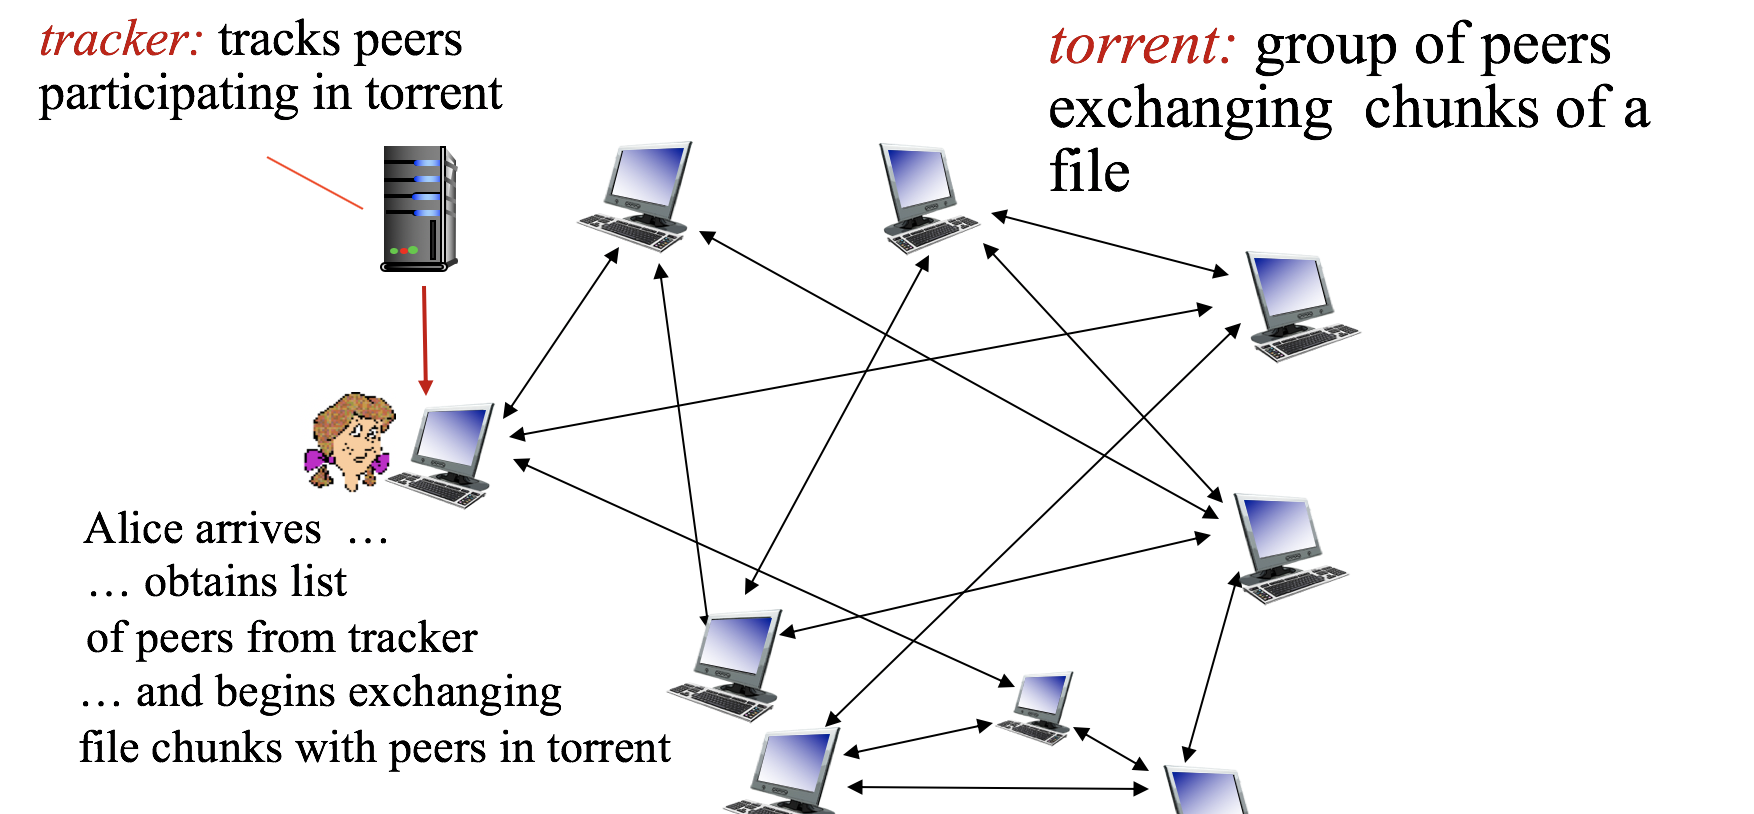 tracker: tracks peers
participating in torrent
torrent: group of peers
exchanging chunks of a
file
Alice arrives …
… obtains list
of peers from tracker
… and begins exchanging
file chunks with peers in torrent